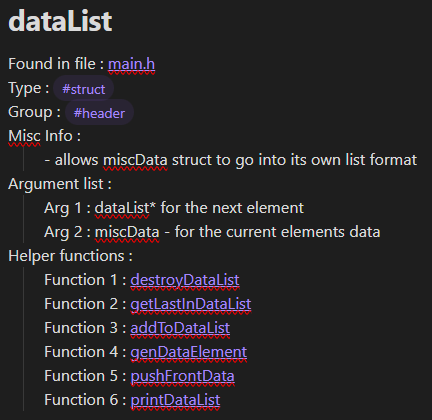 dataList
Found in file : main.h
Type : #struct
Group : #header
Misc Info :
- allows miscData struct to go into its own list format
Argument list :
Arg 1 : dataList* for the next element
Arg 2 : miscData - for the current elements data
Helper functions :
Function 1 : destroyDataList
Function 2 : getLastInDataList
Function 3 : addToDataList
Function 4 : genDataElement
Function 5 : pushFrontData
Function 6 : printDataList